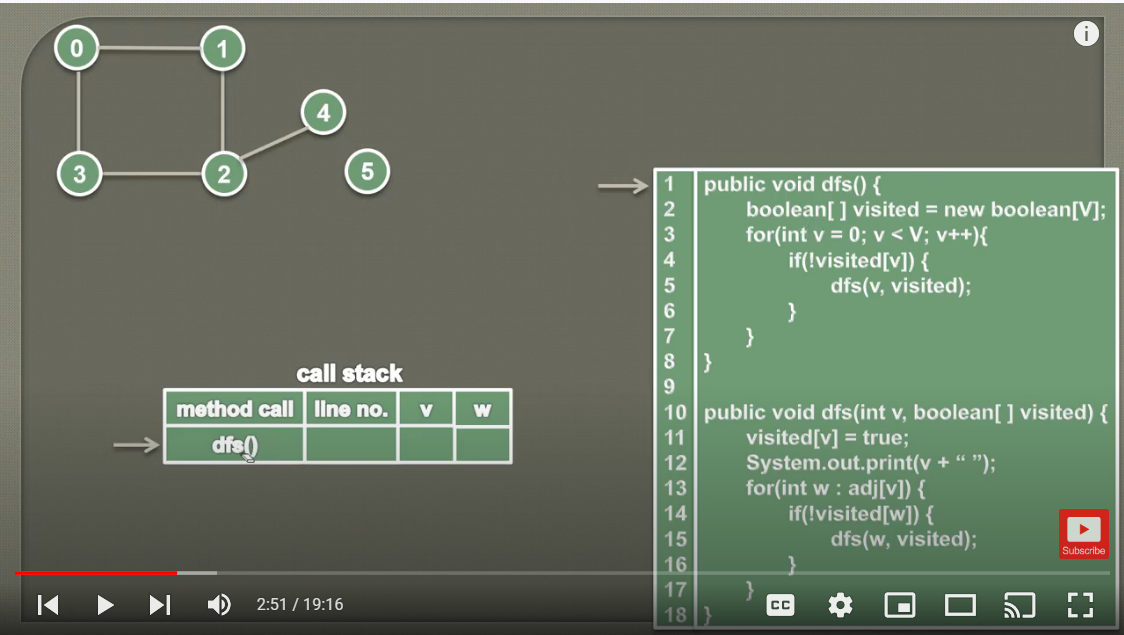 0
1
4
3
2
5
1 public void dfs() {
2 boolean[ ] visited = new boolean[V];
3 for(int v = 0; v < V; v++){
4 if(!visited[v]) {
5 dfs(v, visited);
6 }
7 }
8 }
9
10 public void dfs(int v, boolean[ ] visited) {
11 visited[v] = true;
12 System.out.print(v + “ ”);
13 for(int w : adj[v]) {
14 if(!visited[w]) {
15 dfs(w, visited);
16 }
17 }
18 }
call stack
method call line no. v w
dfs()
Subscribe
2:51 / 19:16
CC
i